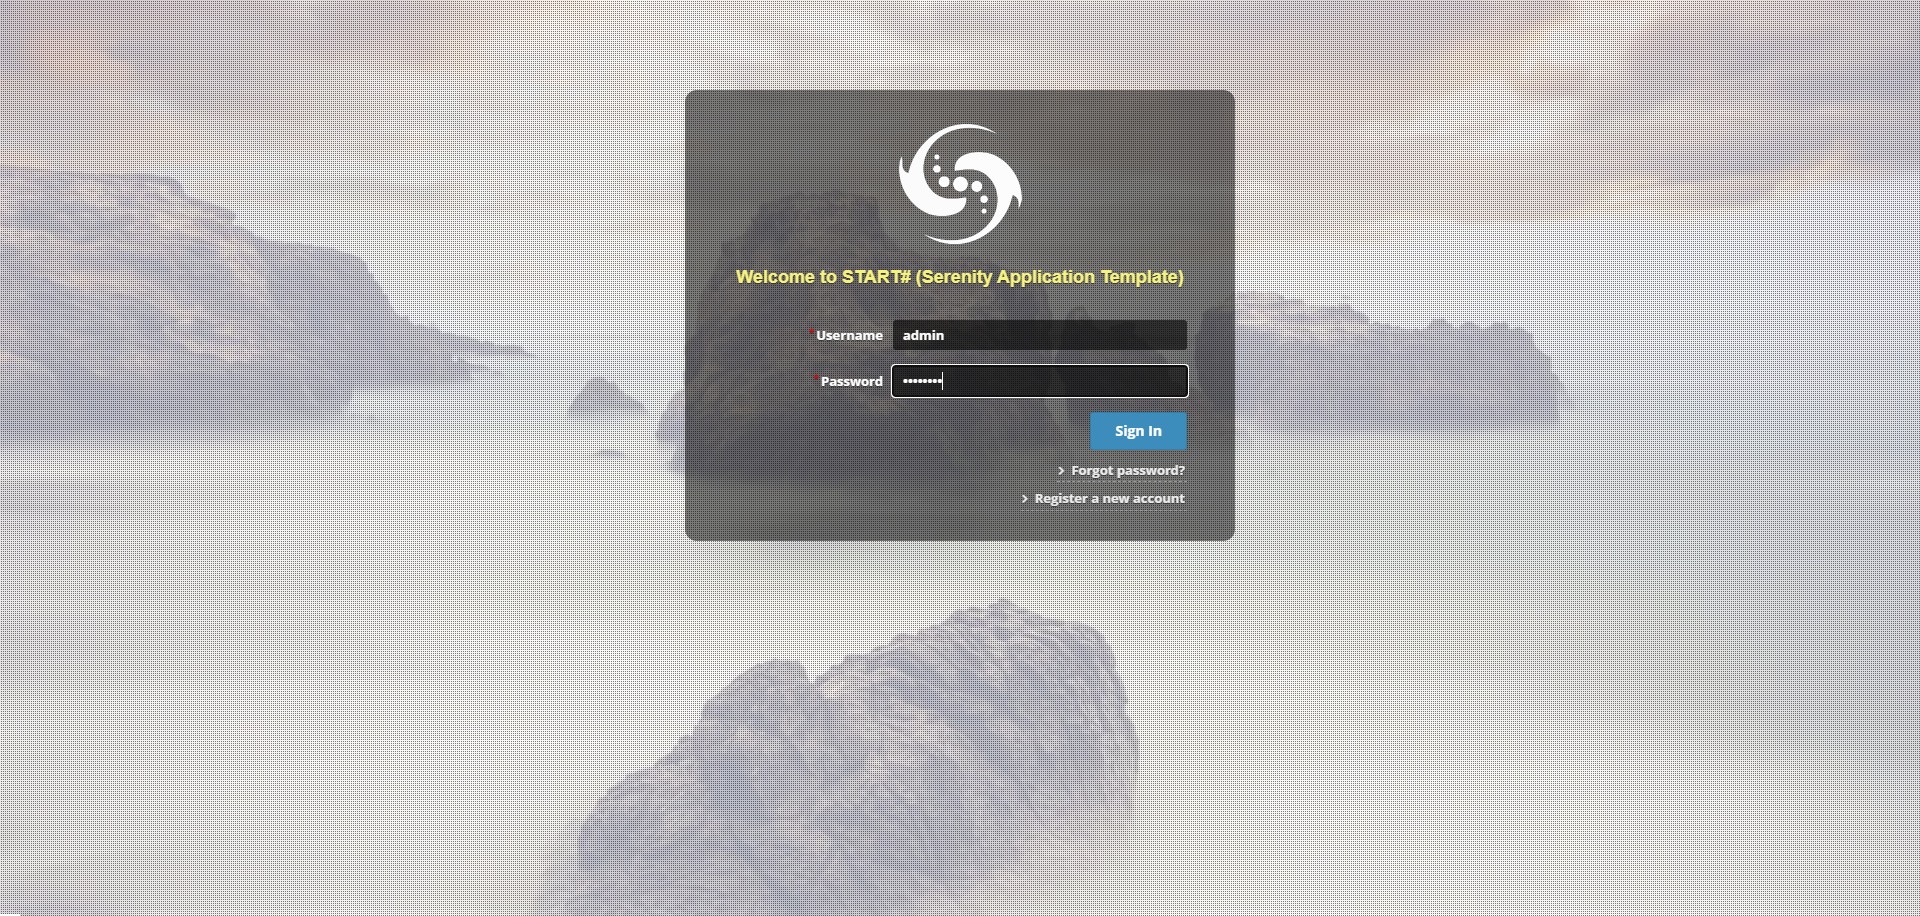 Welcome to START# (Serenity Application Template)
*Username admin
*Password ••••••••
Sign In
Forgot password?
Register a new account